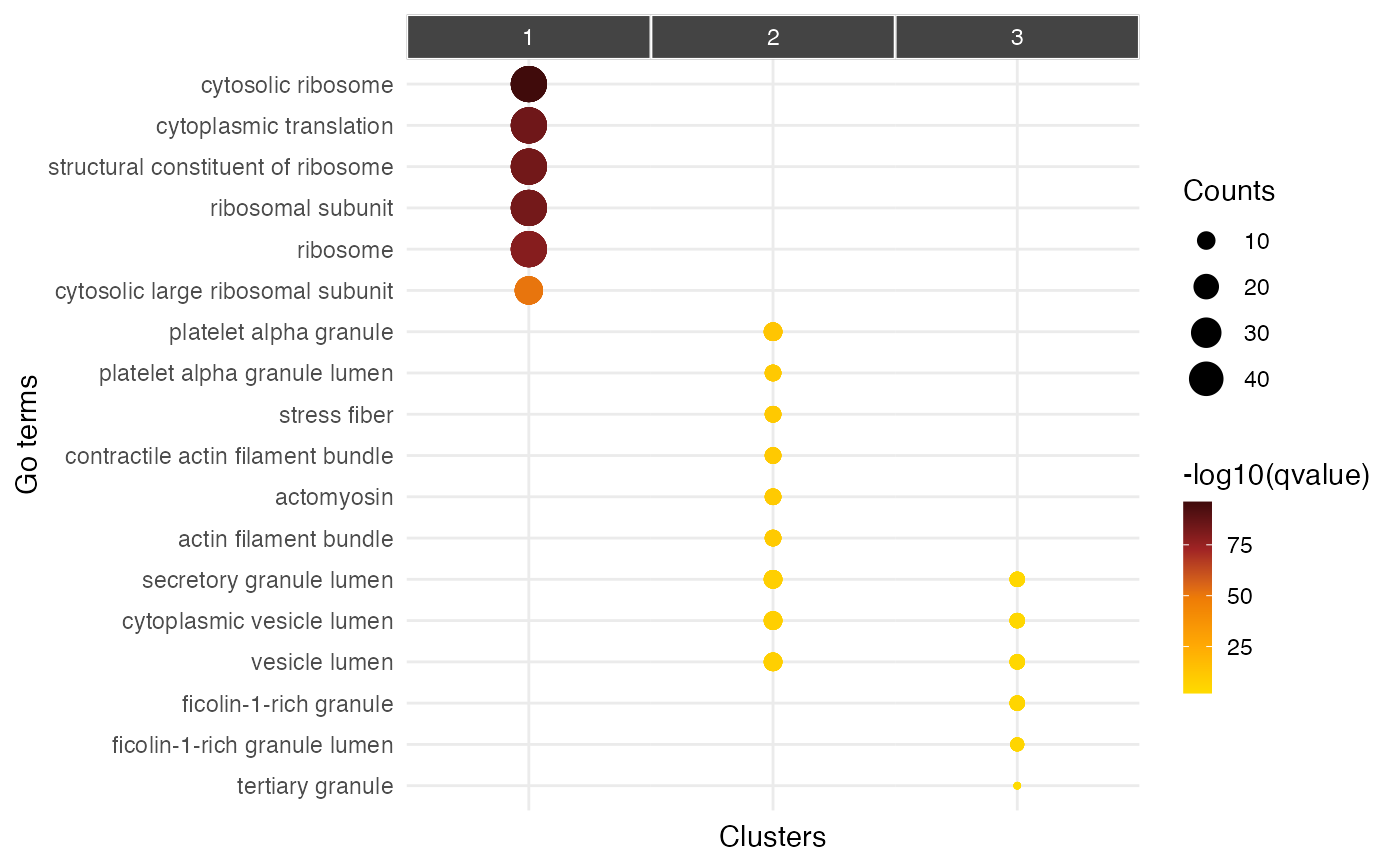 1 2 3
cytosolic ribosome
cytoplasmic translation
structural constituent of ribosome
ribosomal subunit
ribosome
cytosolic large ribosomal subunit
platelet alpha granule
platelet alpha granule lumen
stress fiber
contractile actin filament bundle
actomyosin
actin filament bundle
secretory granule lumen
cytoplasmic vesicle lumen
vesicle lumen
ficolin-1-rich granule
ficolin-1-rich granule lumen
tertiary granule
Go terms
Clusters
Counts
10
20
30
40
-log10(qvalue)
75
50
25